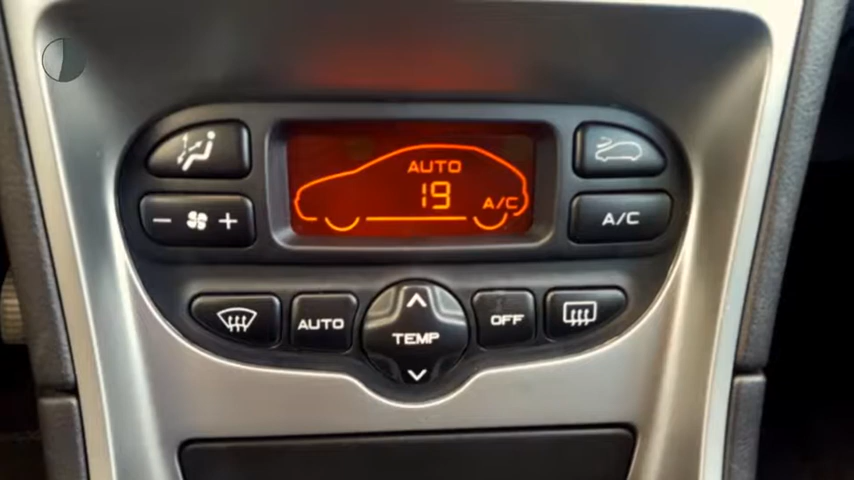 AUTO
19
A/C
- +
A/C
AUTO
TEMP
OFF